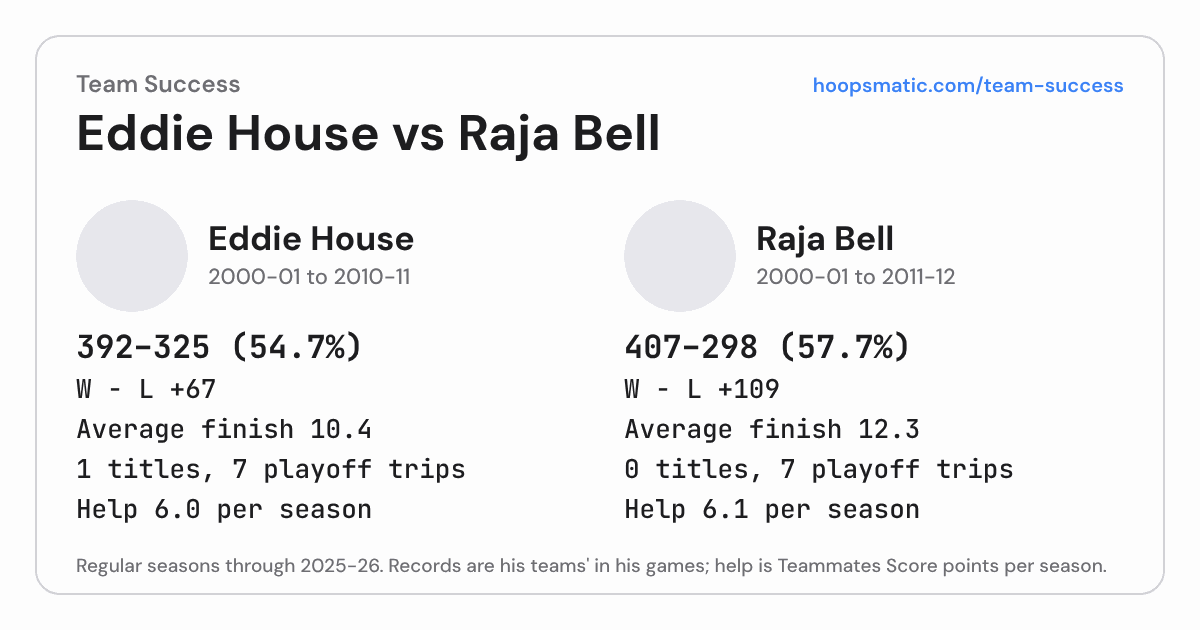 Team Success
hoopsmatic.com/team-success
Eddie House vs Raja Bell
Eddie House
2000-01 to 2010-11
392-325 (54.7%)
W - L +67
Average finish 10.4
1 titles, 7 playoff trips
Help 6.0 per season
Raja Bell
2000-01 to 2011-12
407-298 (57.7%)
W - L +109
Average finish 12.3
0 titles, 7 playoff trips
Help 6.1 per season
Regular seasons through 2025-26. Records are his teams' in his games; help is Teammates Score points per season.